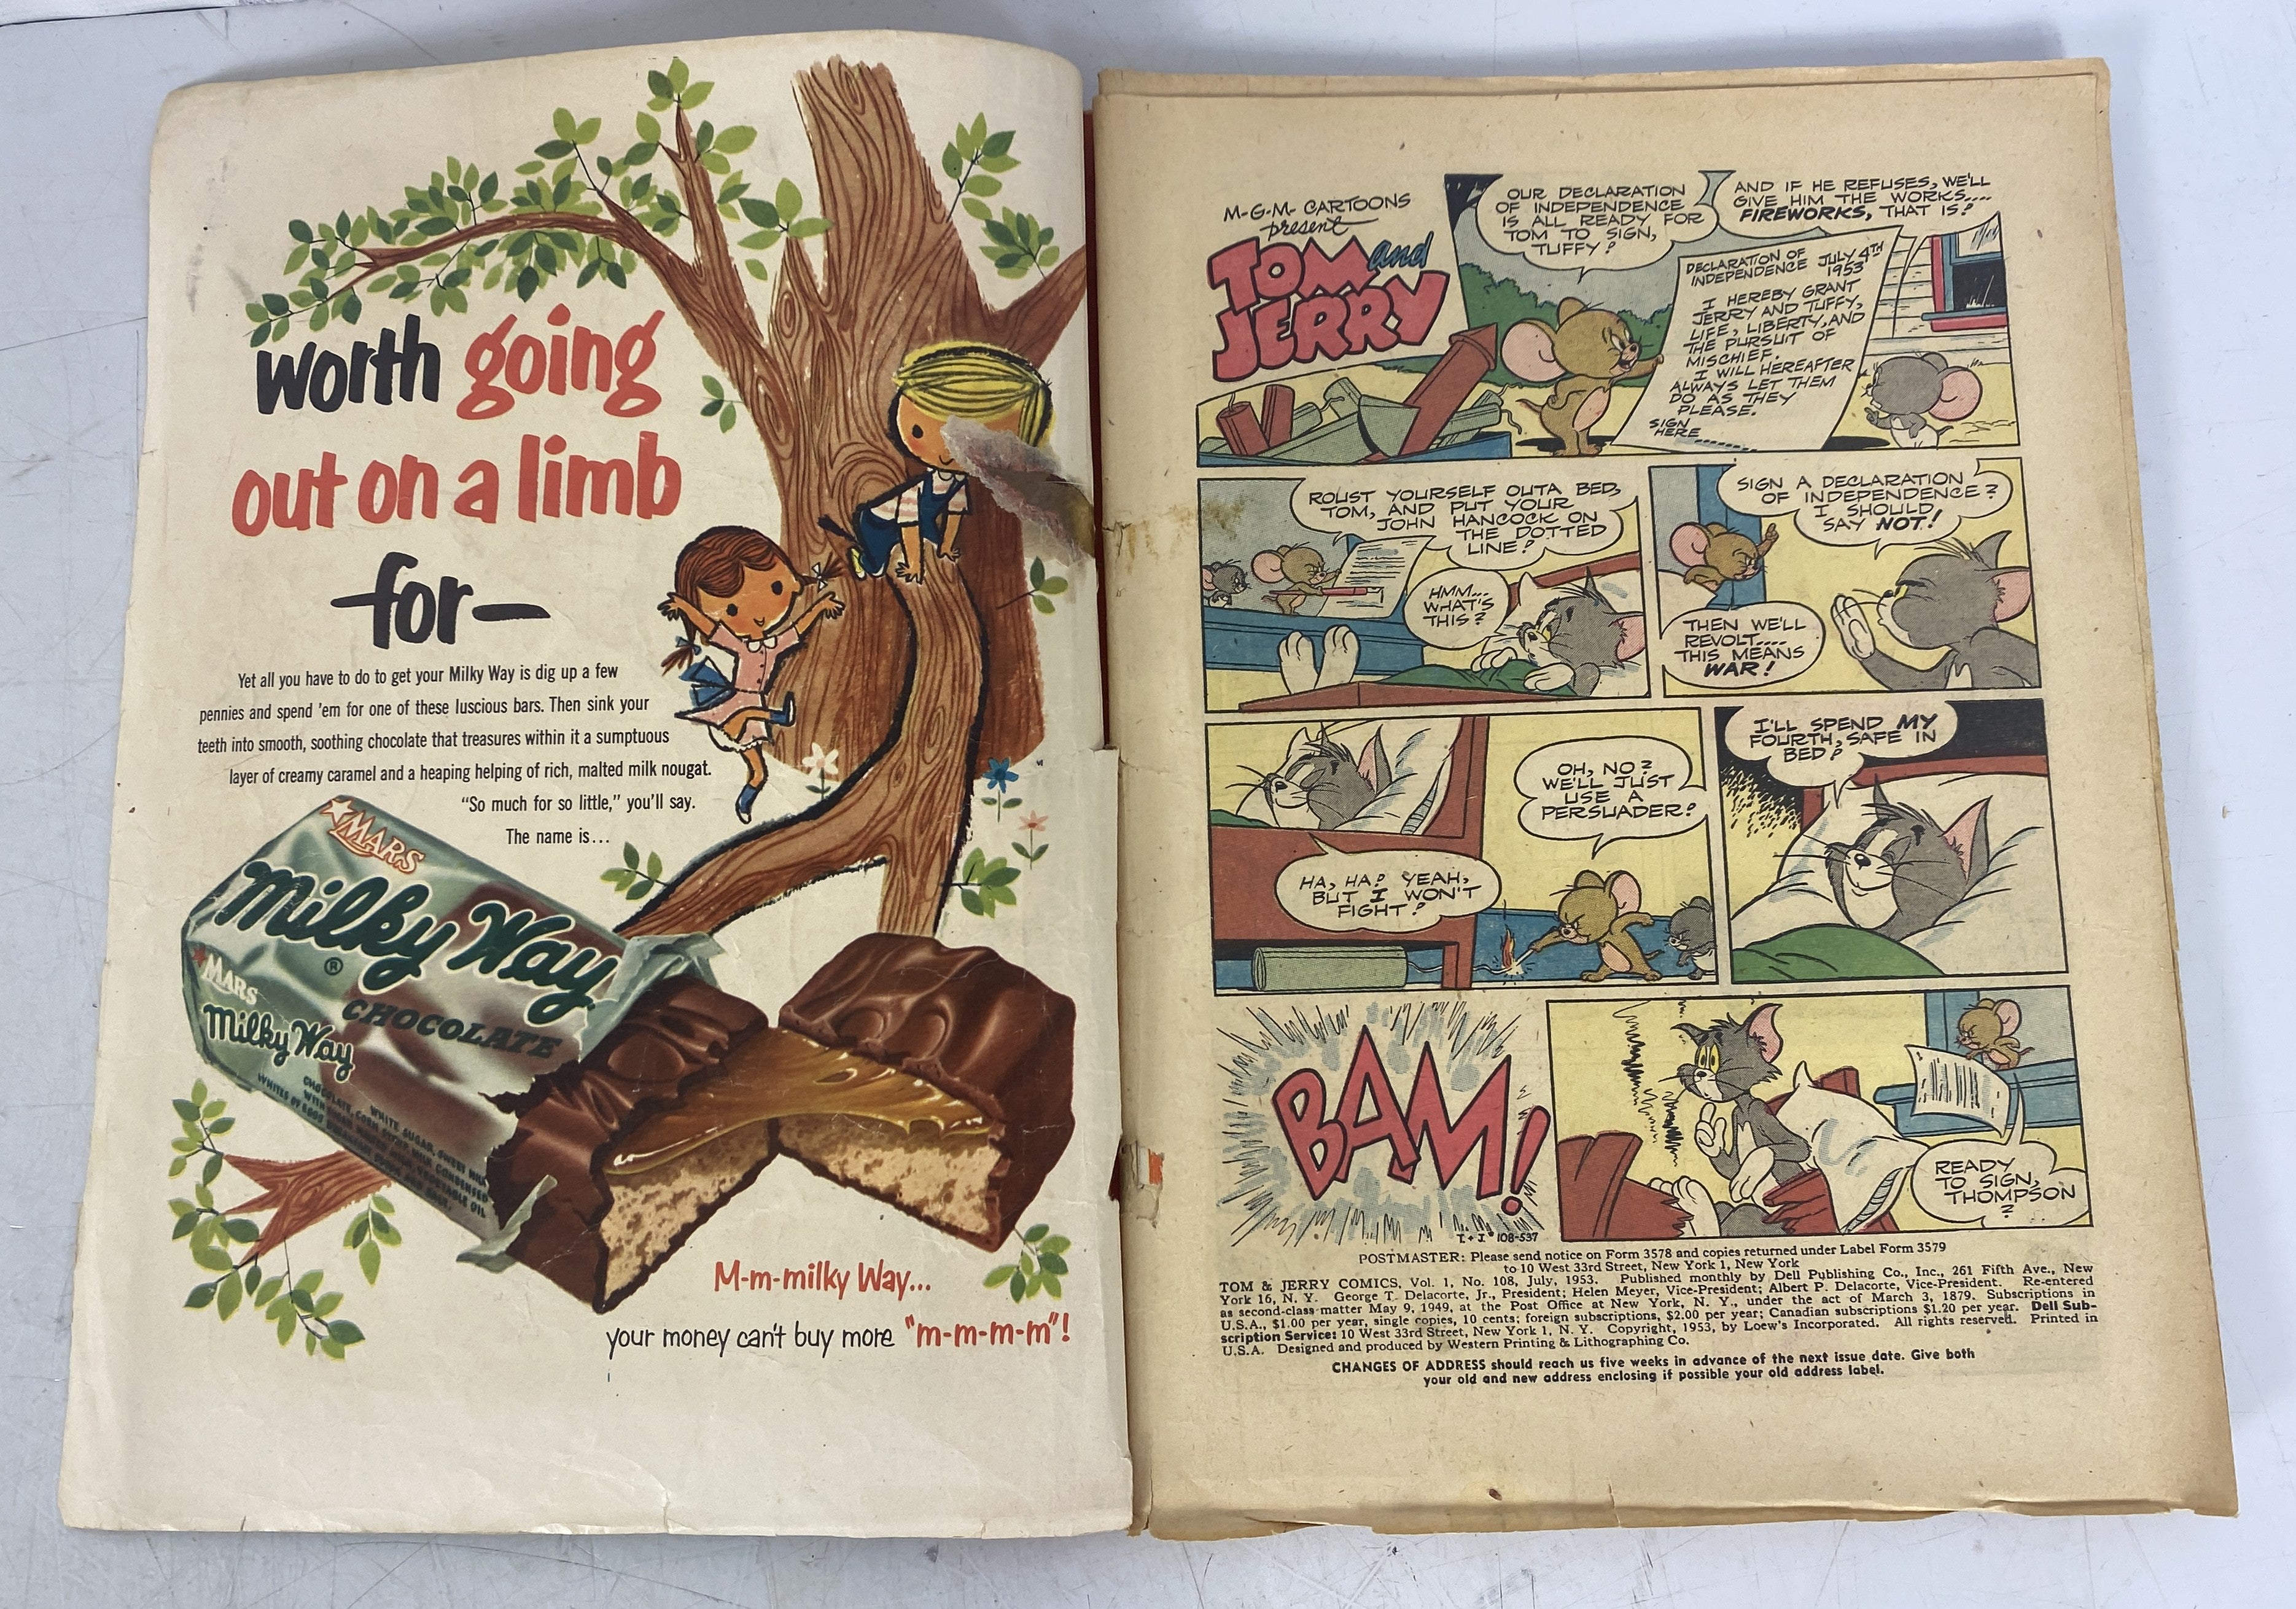 worth going
out on a limb
for—
Yet all you have to do to get your Milky Way is dig up a few
pennies and spend 'em for one of these luscious bars. Then sink your
teeth into smooth, soothing chocolate that treasures within it a sumptuous
layer of creamy caramel and a heaping helping of rich, malted milk nougat.
"So much for so little," you'll say.
The name is...
MARS
Milky Way
®
CHOCOLATE
MARS
Milky Way
M-m-milky Way...
your money can't buy more "m-m-m-m"!
M-G-M CARTOONS
present
TOM and
JERRY
OUR DECLARATION
OF INDEPENDENCE
IS ALL READY FOR
TOM TO SIGN,
TUFFY!
AND IF HE REFUSES, WE'LL
GIVE HIM THE WORKS....
FIREWORKS, THAT IS!
DECLARATION OF
INDEPENDENCE
JULY 4TH
1953
I HEREBY GRANT
JERRY AND TUFFY,
LIFE, LIBERTY, AND
THE PURSUIT OF
MISCHIEF.
I WILL HEREAFTER
ALWAYS LET THEM
DO AS THEY
PLEASE.
SIGN
HERE
ROUST YOURSELF OUTA BED,
TOM, AND PUT YOUR
JOHN HANCOCK ON
THE DOTTED
LINE!
HMM...
WHAT'S
THIS?
SIGN A DECLARATION
OF INDEPENDENCE?
I SHOULD
SAY NOT!
THEN WE'LL
REVOLT....
THIS MEANS
WAR!
HA, HA! YEAH,
BUT I WON'T
FIGHT!
OH, NO?
WE'LL JUST
USE A
PERSUADER!
I'LL SPEND MY
FOURTH, SAFE IN
BED!
BAM!
T. & J. 108-537
READY
TO SIGN,
THOMPSON
?
POSTMASTER: Please send notice on Form 3578 and copies returned under Label Form 3579
to 10 West 33rd Street, New York 1, New York
TOM & JERRY COMICS, Vol. 1, No. 108, July, 1953. Published monthly by Dell Publishing Co., Inc., 261 Fifth Ave., New
York 16, N. Y. George T. Delacorte, Jr., President; Helen Meyer, Vice-President; Albert P. Delacorte, Vice-President. Re-entered
as second-class matter May 9, 1949, at the Post Office at New York, N. Y., under the act of March 3, 1879. Subscriptions in
U.S.A., $1.00 per year, single copies, 10 cents; foreign subscriptions, $2.00 per year; Canadian subscriptions $1.20 per year. Dell Sub-
scription Service: 10 West 33rd Street, New York 1, N. Y. Copyright, 1953, by Loew's Incorporated. All rights reserved. Printed in
U.S.A. Designed and produced by Western Printing & Lithographing Co.
CHANGES OF ADDRESS should reach us five weeks in advance of the next issue date. Give both
your old and new address enclosing if possible your old address label.